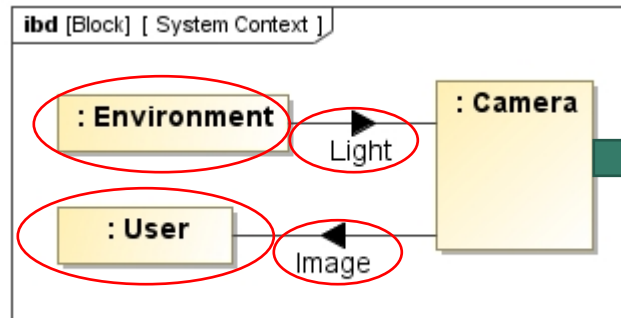 ibd [Block] [ System Context ]
: Environment
: Camera
Light
: User
Image